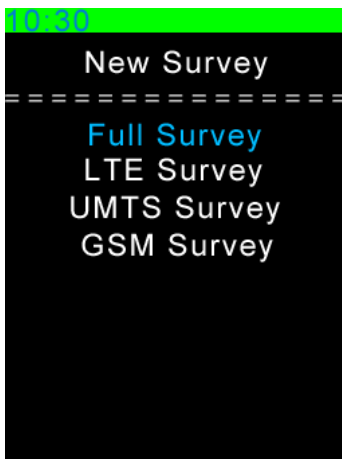 10:30
New Survey
===============
Full Survey
LTE Survey
UMTS Survey
GSM Survey